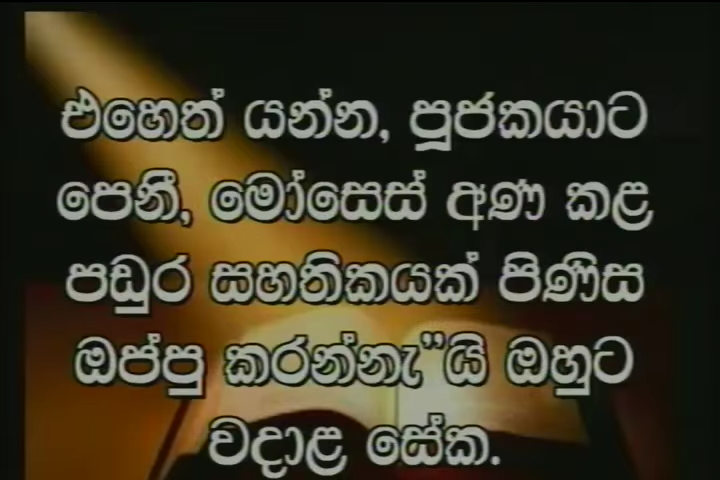 එහෙත් යන්න, පූජකයාට
පෙනී, මෝසෙස් අණ කළ
පඬුර සහතිකයක් පිණිස
ඔප්පු කරන්නැ”යි ඔහුට
වදාළ සේක.